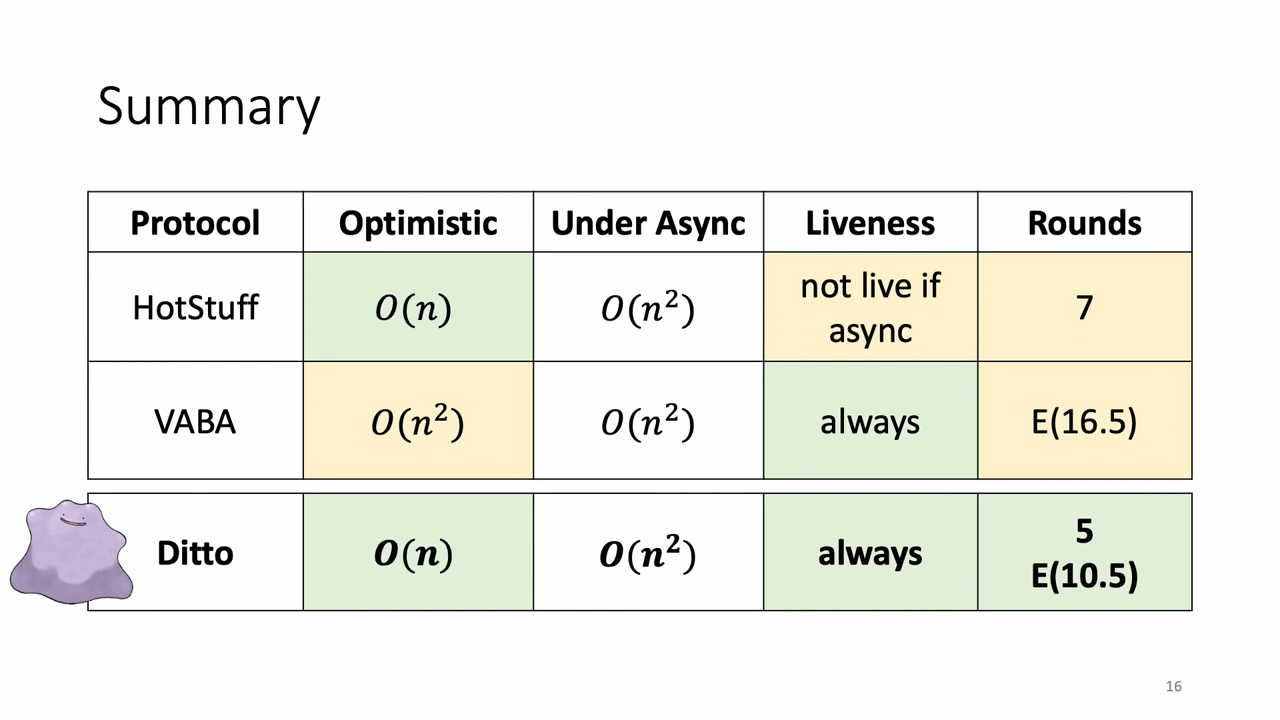 Summary
Protocol Optimistic Under Async Liveness Rounds
HotStuff O(n) O(n²) not live if async 7
VABA O(n²) O(n²) always E(16.5)
Ditto O(n) O(n²) always 5 E(10.5)
16